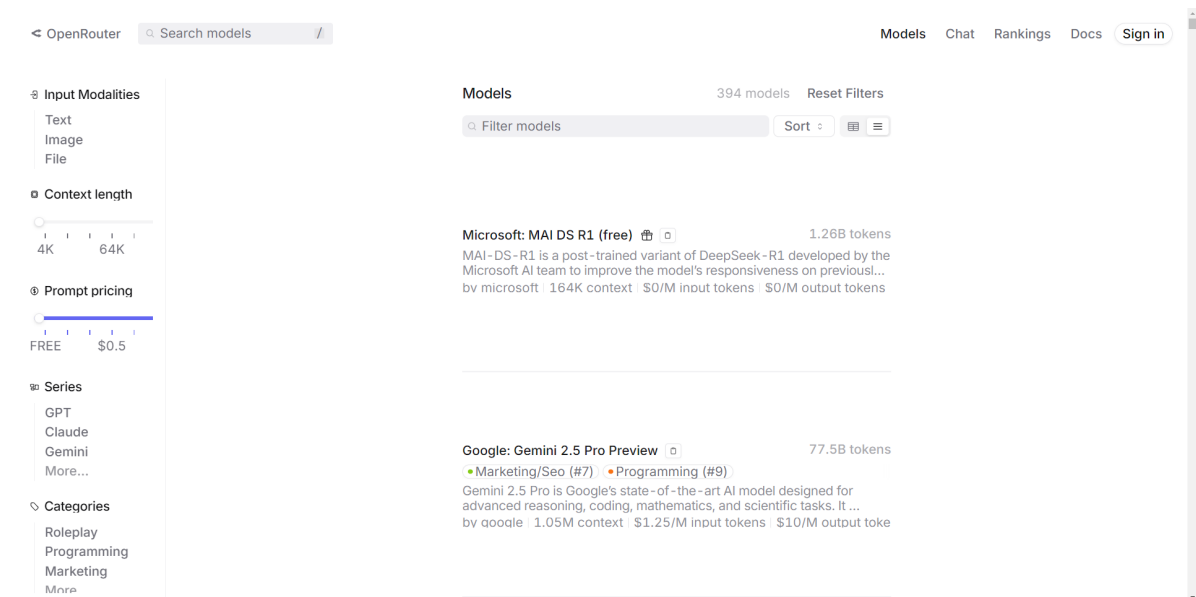 OpenRouter
Search models /
Models Chat Rankings Docs Sign in
Input Modalities
Text
Image
File
Context length
4K 64K
Prompt pricing
FREE $0.5
Series
GPT
Claude
Gemini
More...
Categories
Roleplay
Programming
Marketing
More
Models 394 models Reset Filters
Filter models Sort
Microsoft: MAI DS R1 (free) 1.26B tokens
MAI-DS-R1 is a post-trained variant of DeepSeek-R1 developed by the
Microsoft AI team to improve the model's responsiveness on previousl...
by microsoft 164K context $0/M input tokens $0/M output tokens
Google: Gemini 2.5 Pro Preview 77.5B tokens
Marketing/Seo (#7) Programming (#9)
Gemini 2.5 Pro is Google's state-of-the-art AI model designed for
advanced reasoning, coding, mathematics, and scientific tasks. It ...
by google 1.05M context $1.25/M input tokens $10/M output toke